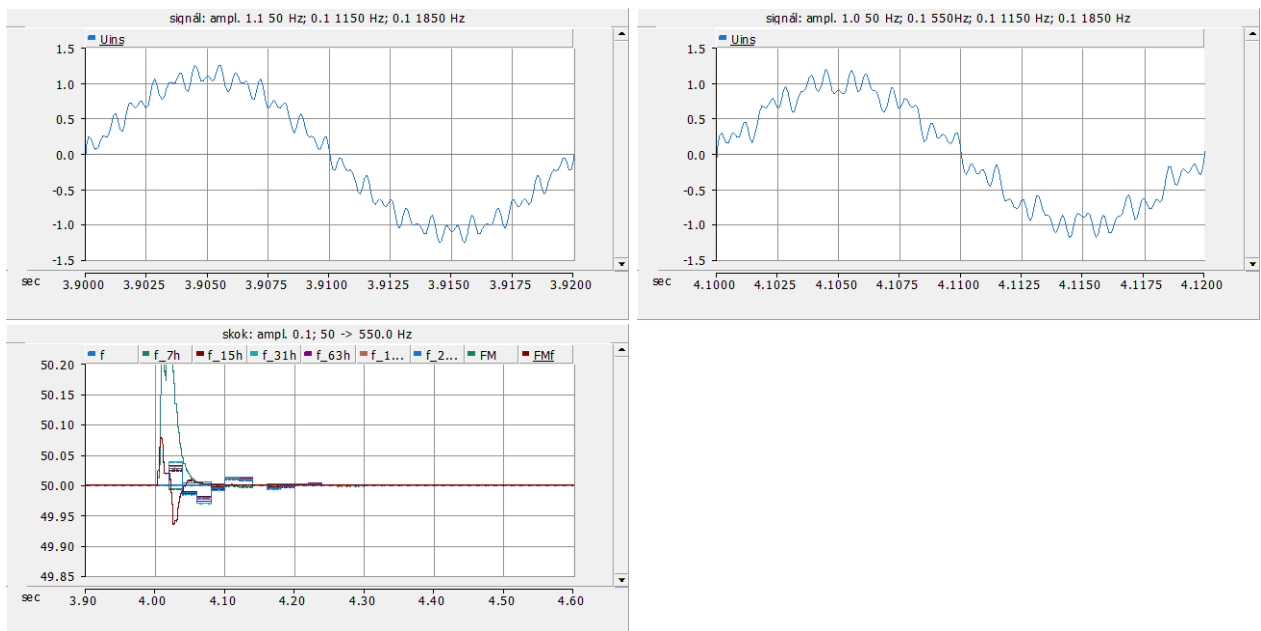 signál: ampl. 1.1 50 Hz; 0.1 1150 Hz; 0.1 1850 Hz
Uins
1.5
1.0
0.5
0.0
-0.5
-1.0
-1.5
sec 3.9000 3.9025 3.9050 3.9075 3.9100 3.9125 3.9150 3.9175 3.9200
signál: ampl. 1.0 50 Hz; 0.1 550Hz; 0.1 1150 Hz; 0.1 1850 Hz
Uins
1.5
1.0
0.5
0.0
-0.5
-1.0
-1.5
sec 4.1000 4.1025 4.1050 4.1075 4.1100 4.1125 4.1150 4.1175 4.1200
skok: ampl. 0.1; 50 -> 550.0 Hz
f f_7h f_15h f_31h f_63h f_1... f_2... FM FMf
50.20
50.15
50.10
50.05
50.00
49.95
49.90
49.85
sec 3.90 4.00 4.10 4.20 4.30 4.40 4.50 4.60